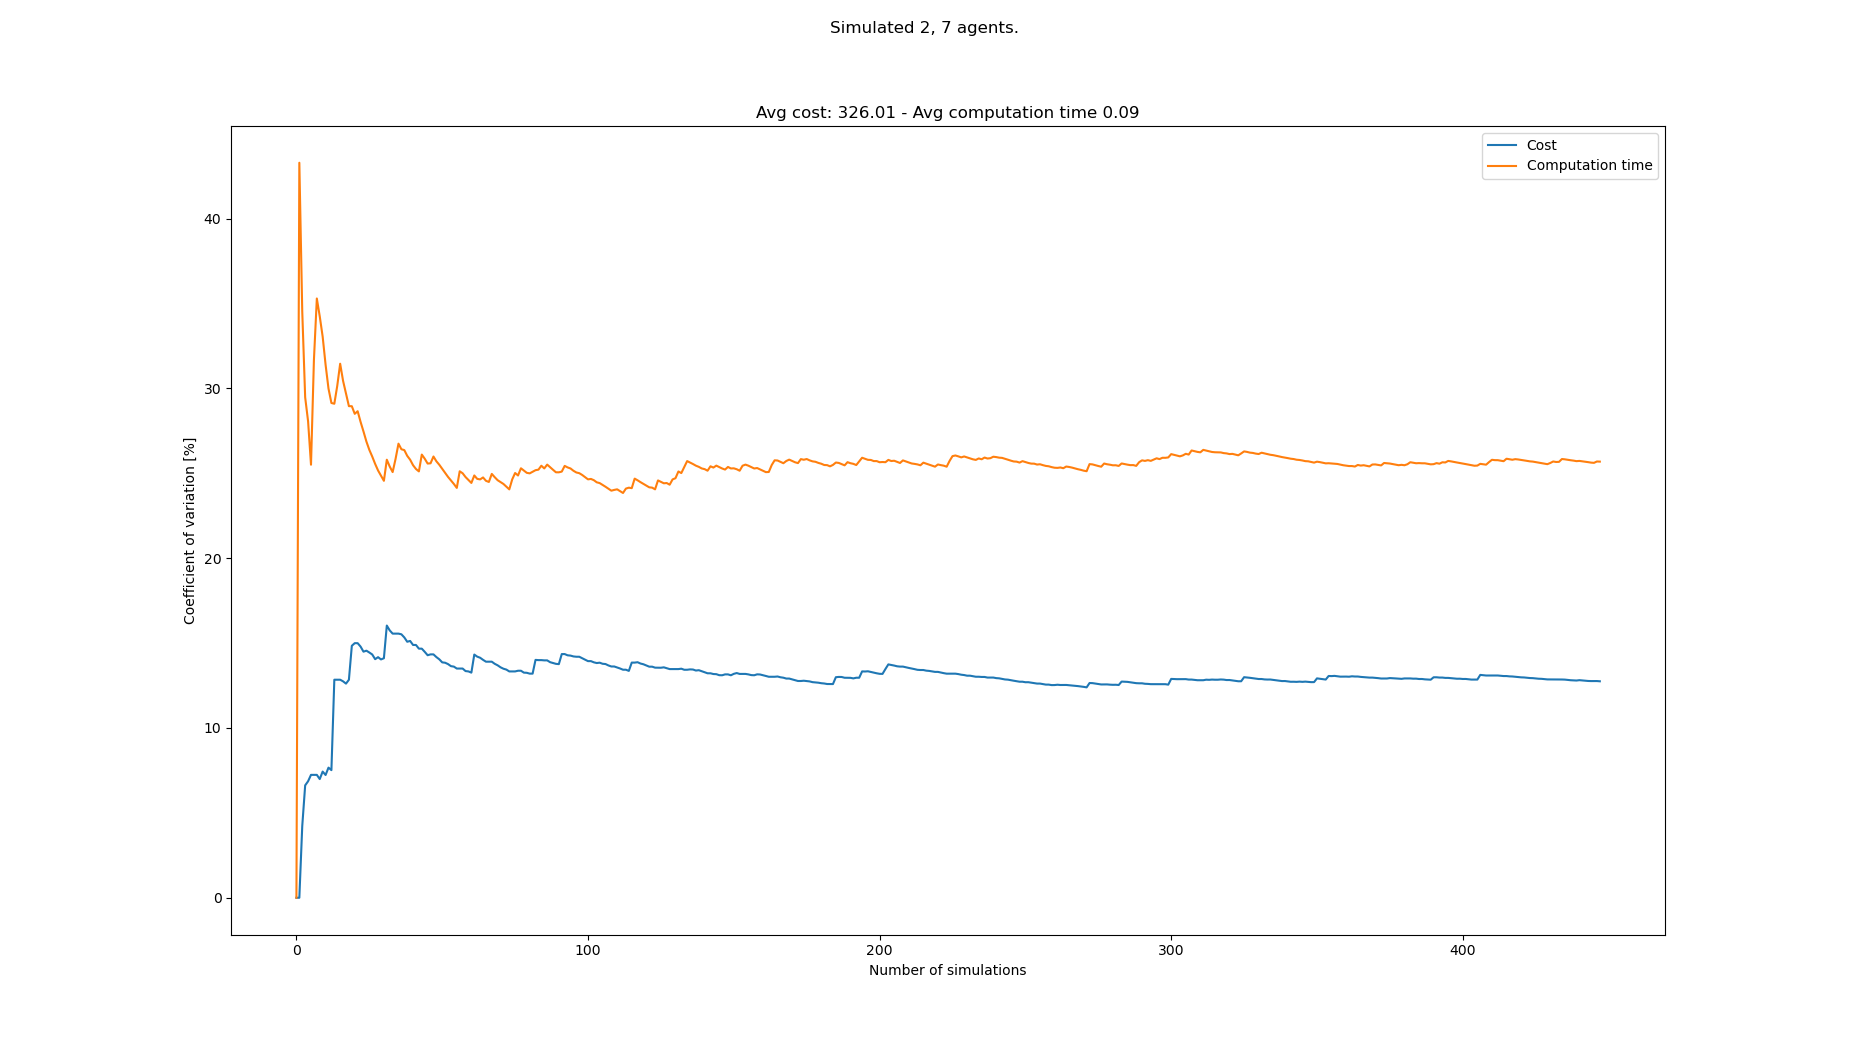 Simulated 2, 7 agents.
Avg cost: 326.01 - Avg computation time 0.09
Cost
Computation time
40
30
20
10
0
Coefficient of variation [%]
0 100 200 300 400
Number of simulations